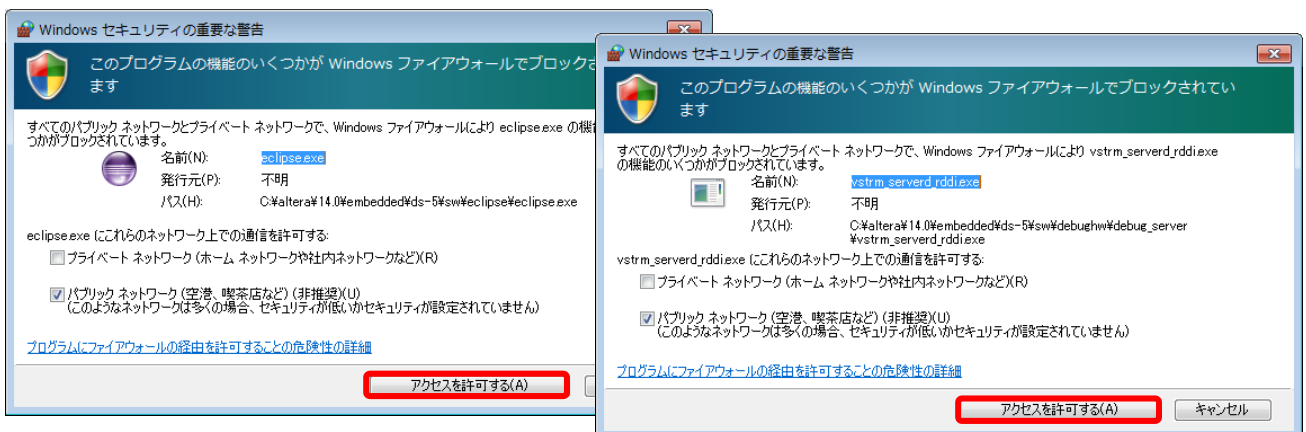 Windows セキュリティの重要な警告
このプログラムの機能のいくつかが Windows ファイアウォールでブロックさ
ます
すべてのパブリック ネットワークとプライベート ネットワークで、Windows ファイアウォールにより eclipse.exe の機
つかがブロックされています。
名前(N): eclipse.exe
発行元(P): 不明
パス(H): C:¥altera¥14.0¥embedded¥ds-5¥sw¥eclipse¥eclipse.exe
eclipse.exe にこれらのネットワーク上での通信を許可する:
プライベート ネットワーク (ホーム ネットワークや社内ネットワークなど)(R)
パブリック ネットワーク (空港、喫茶店など) (非推奨)(U)
(このようなネットワークは多くの場合、セキュリティが低いかセキュリティが設定されていません)
プログラムにファイアウォールの経由を許可することの危険性の詳細
アクセスを許可する(A)
Windows セキュリティの重要な警告
このプログラムの機能のいくつかが Windows ファイアウォールでブロックされてい
ます
すべてのパブリック ネットワークとプライベート ネットワークで、Windows ファイアウォールにより vstrm_serverd_rddi.exe
の機能のいくつかがブロックされています。
名前(N): vstrm_serverd_rddi.exe
発行元(P): 不明
パス(H): C:¥altera¥14.0¥embedded¥ds-5¥sw¥debughw¥debug_server
¥vstrm_serverd_rddi.exe
vstrm_serverd_rddi.exe にこれらのネットワーク上での通信を許可する:
プライベート ネットワーク (ホーム ネットワークや社内ネットワークなど)(R)
パブリック ネットワーク (空港、喫茶店など) (非推奨)(U)
(このようなネットワークは多くの場合、セキュリティが低いかセキュリティが設定されていません)
プログラムにファイアウォールの経由を許可することの危険性の詳細
アクセスを許可する(A) キャンセル